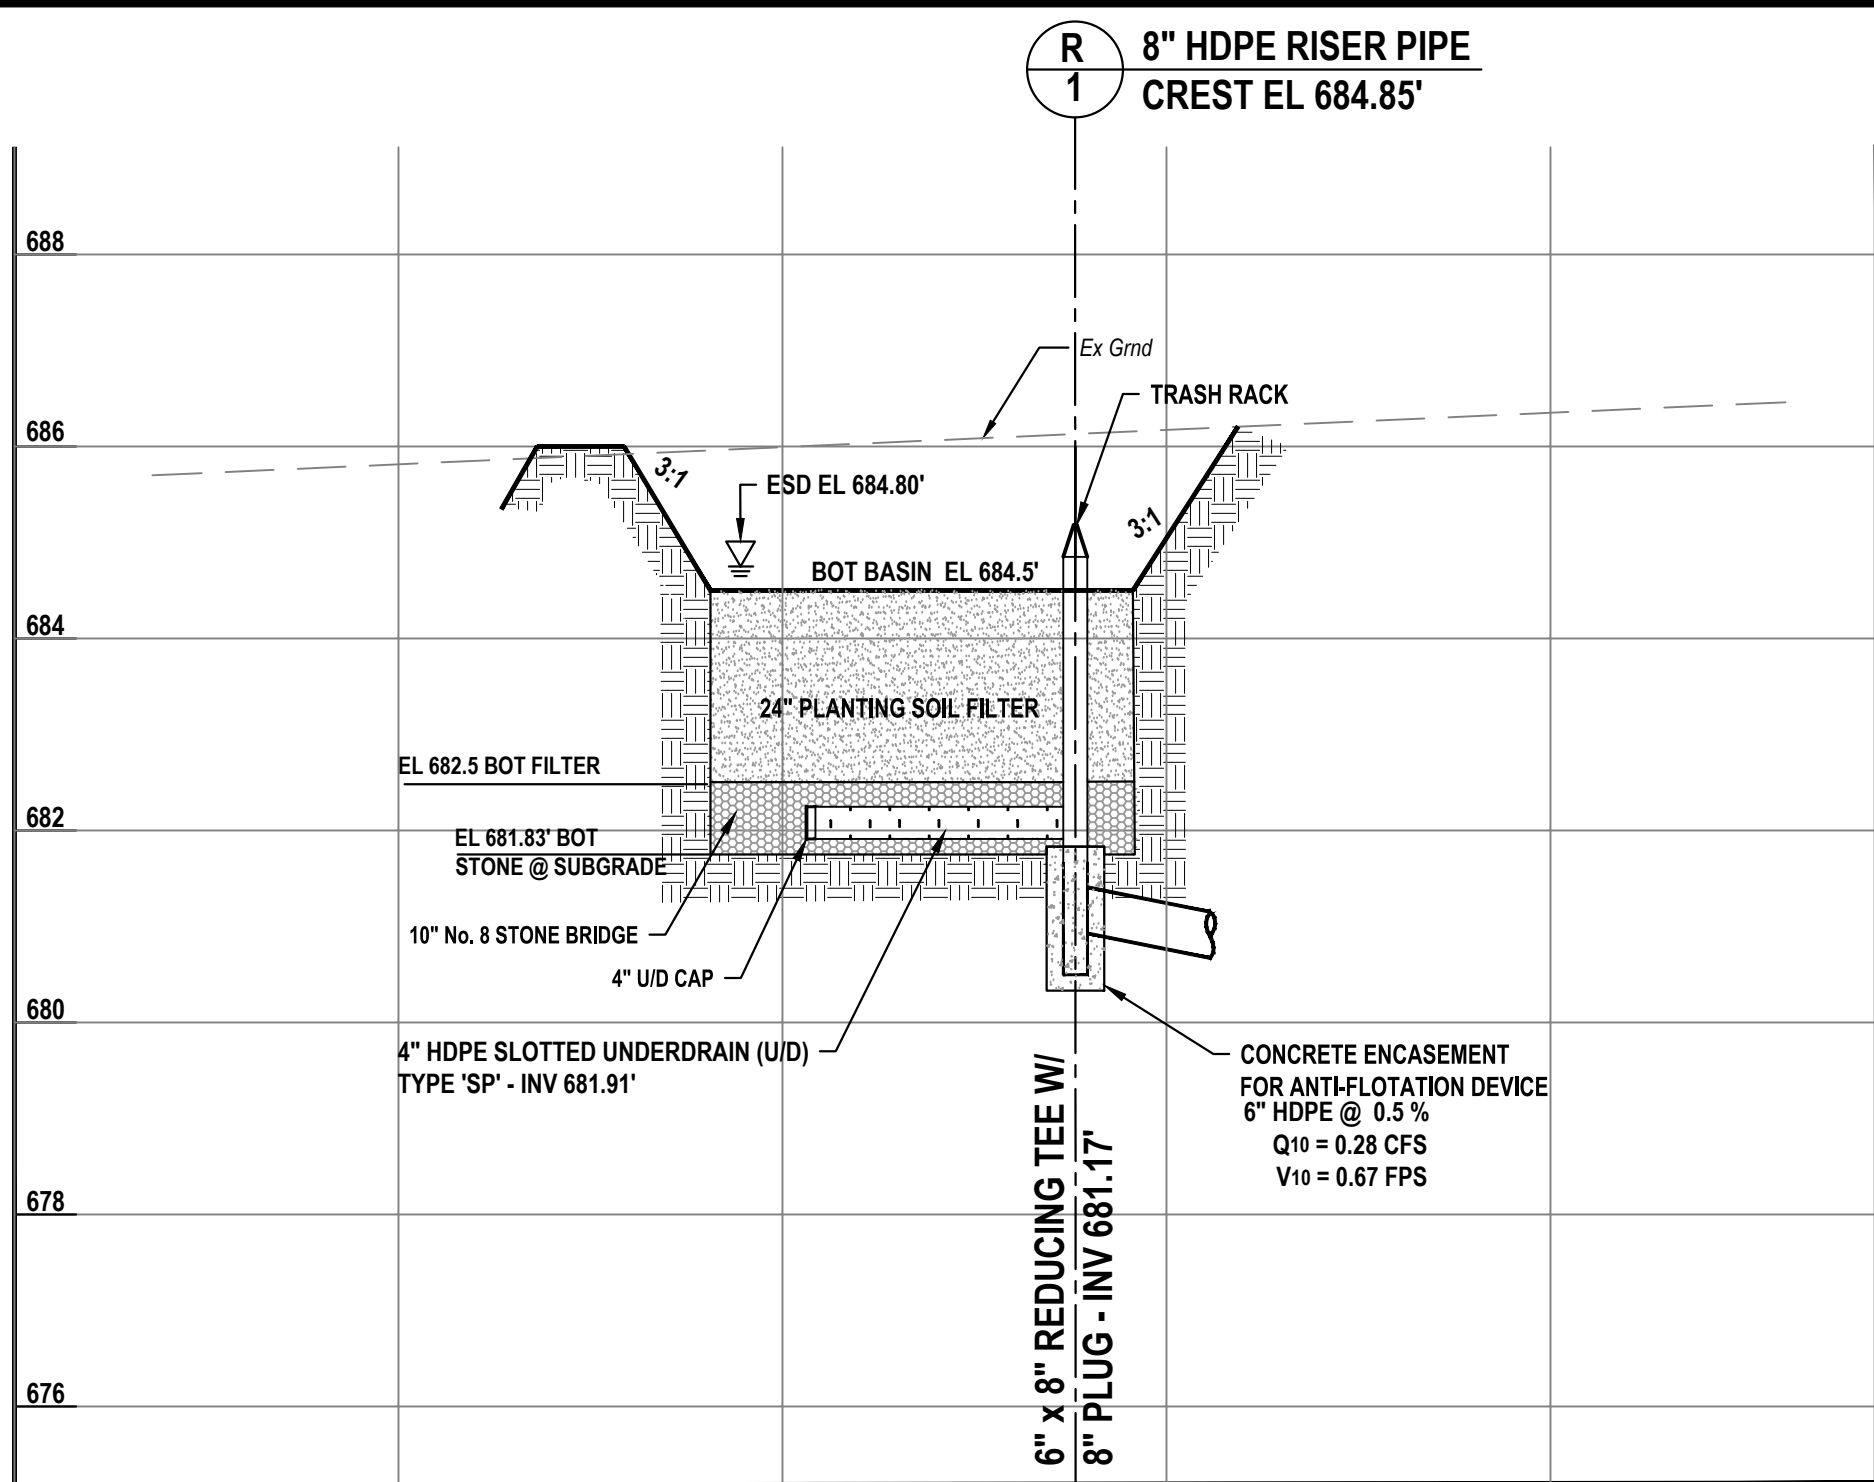 R
1
8" HDPE RISER PIPE
CREST EL 684.85'
688
Ex Grnd
TRASH RACK
686
3:1
ESD EL 684.80'
3:1
BOT BASIN EL 684.5'
684
24" PLANTING SOIL FILTER
EL 682.5 BOT FILTER
682
EL 681.83' BOT
STONE @ SUBGRADE
10" No. 8 STONE BRIDGE
4" U/D CAP
680
4" HDPE SLOTTED UNDERDRAIN (U/D)
TYPE 'SP' - INV 681.91'
CONCRETE ENCASEMENT
FOR ANTI-FLOTATION DEVICE
6" HDPE @ 0.5 %
Q10 = 0.28 CFS
V10 = 0.67 FPS
6" x 8" REDUCING TEE W/
8" PLUG - INV 681.17'
678
676